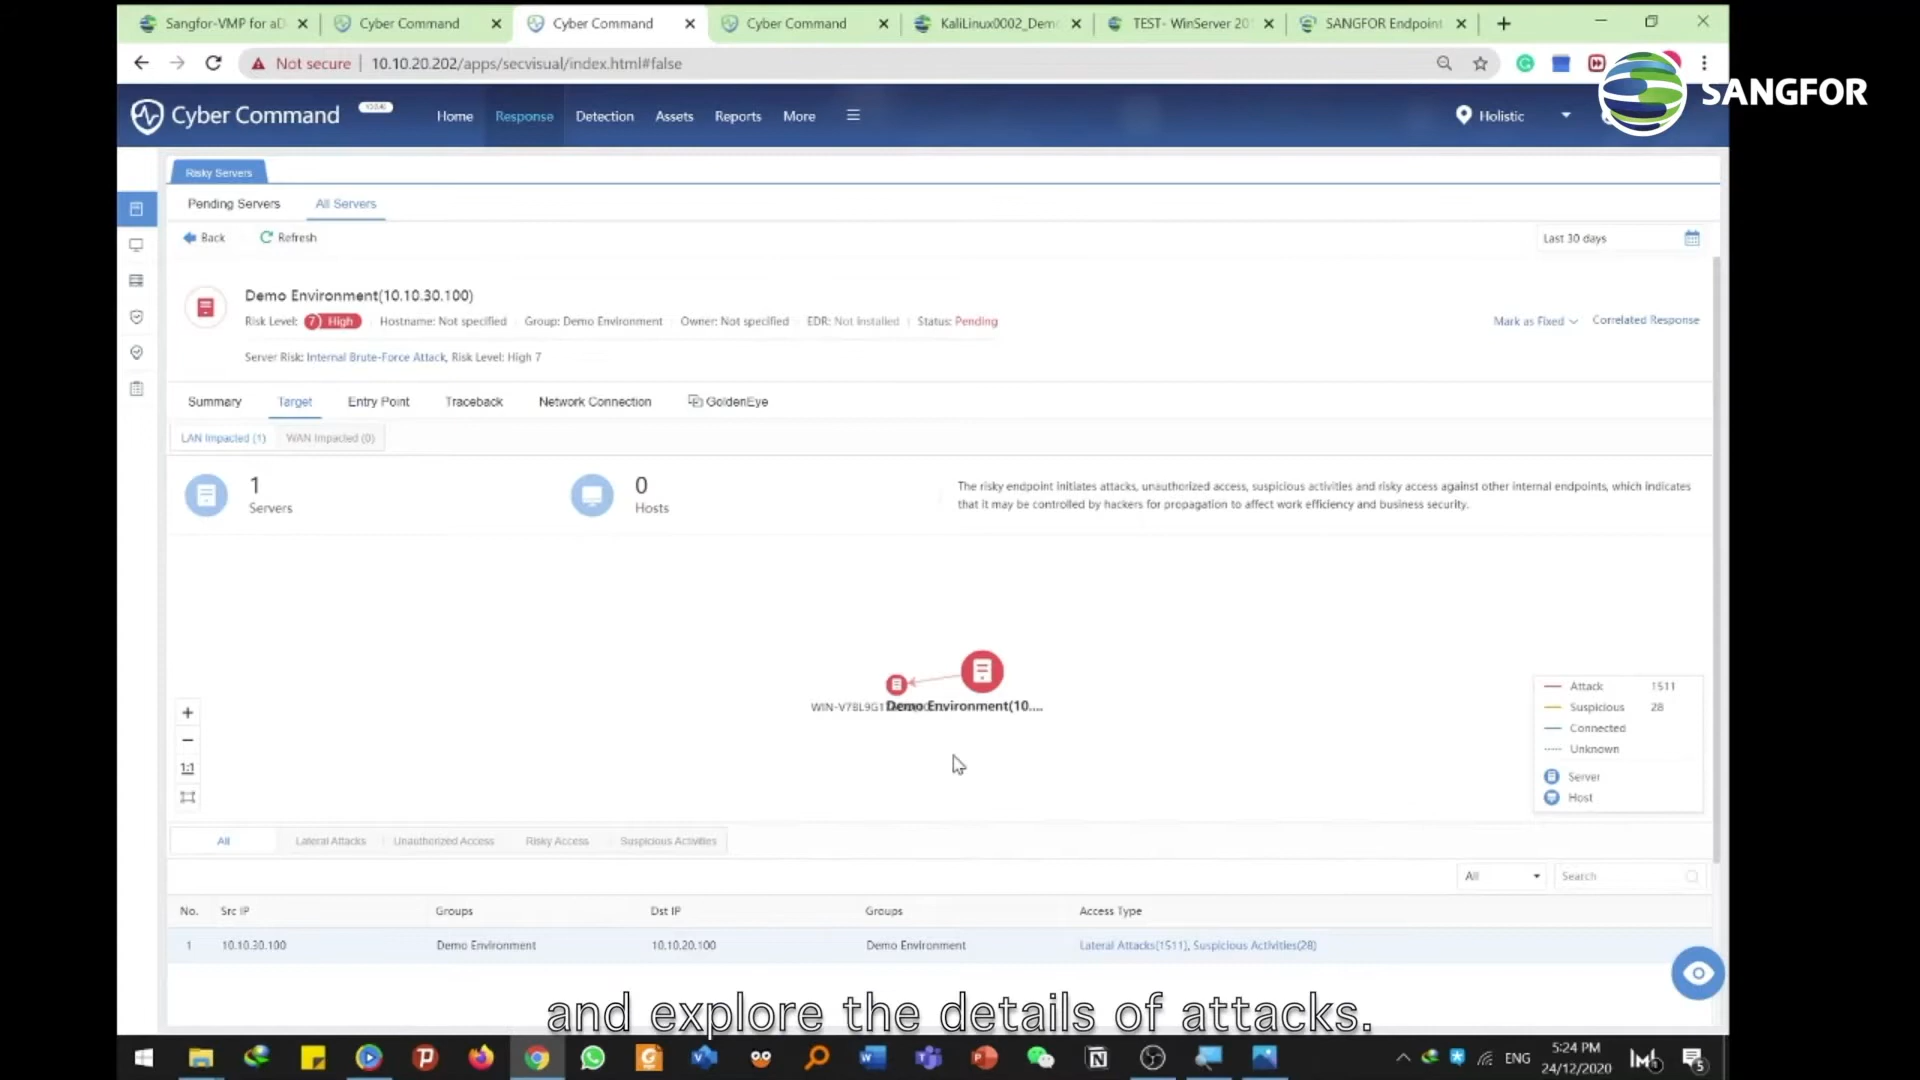 Sangfor-VMP for aD
Cyber Command
Cyber Command
Cyber Command
KaliLinux0002_Demo
TEST- WinServer 20
SANGFOR Endpoint
Not secure
10.10.20.202/apps/secvisual/index.html#false
SANGFOR
Cyber Command
Home
Response
Detection
Assets
Reports
More
Holistic
Risky Servers
Pending Servers
All Servers
Back
Refresh
Last 30 days
Demo Environment(10.10.30.100)
Risk Level: 7 High
Hostname: Not specified
Group: Demo Environment
Owner: Not specified
EDR: Not installed
Status: Pending
Mark as Fixed
Correlated Response
Server Risk: Internal Brute-Force Attack, Risk Level: High 7
Summary
Target
Entry Point
Traceback
Network Connection
GoldenEye
LAN Impacted (1)
WAN Impacted (0)
1
Servers
0
Hosts
The risky endpoint initiates attacks, unauthorized access, suspicious activities and risky access against other internal endpoints, which indicates
that it may be controlled by hackers for propagation to affect work efficiency and business security.
Demo Environment(10....
Attack 1511
Suspicious 28
Connected
Unknown
Server
Host
1:1
All
Lateral Attacks
Unauthorized Access
Risky Access
Suspicious Activities
All
Search
No.
Src IP
Groups
Dst IP
Groups
Access Type
1
10.10.30.100
Demo Environment
10.10.20.100
Demo Environment
Lateral Attacks(1511), Suspicious Activities(28)
and explore the details of attacks.
ENG
5:24 PM
24/12/2020
5